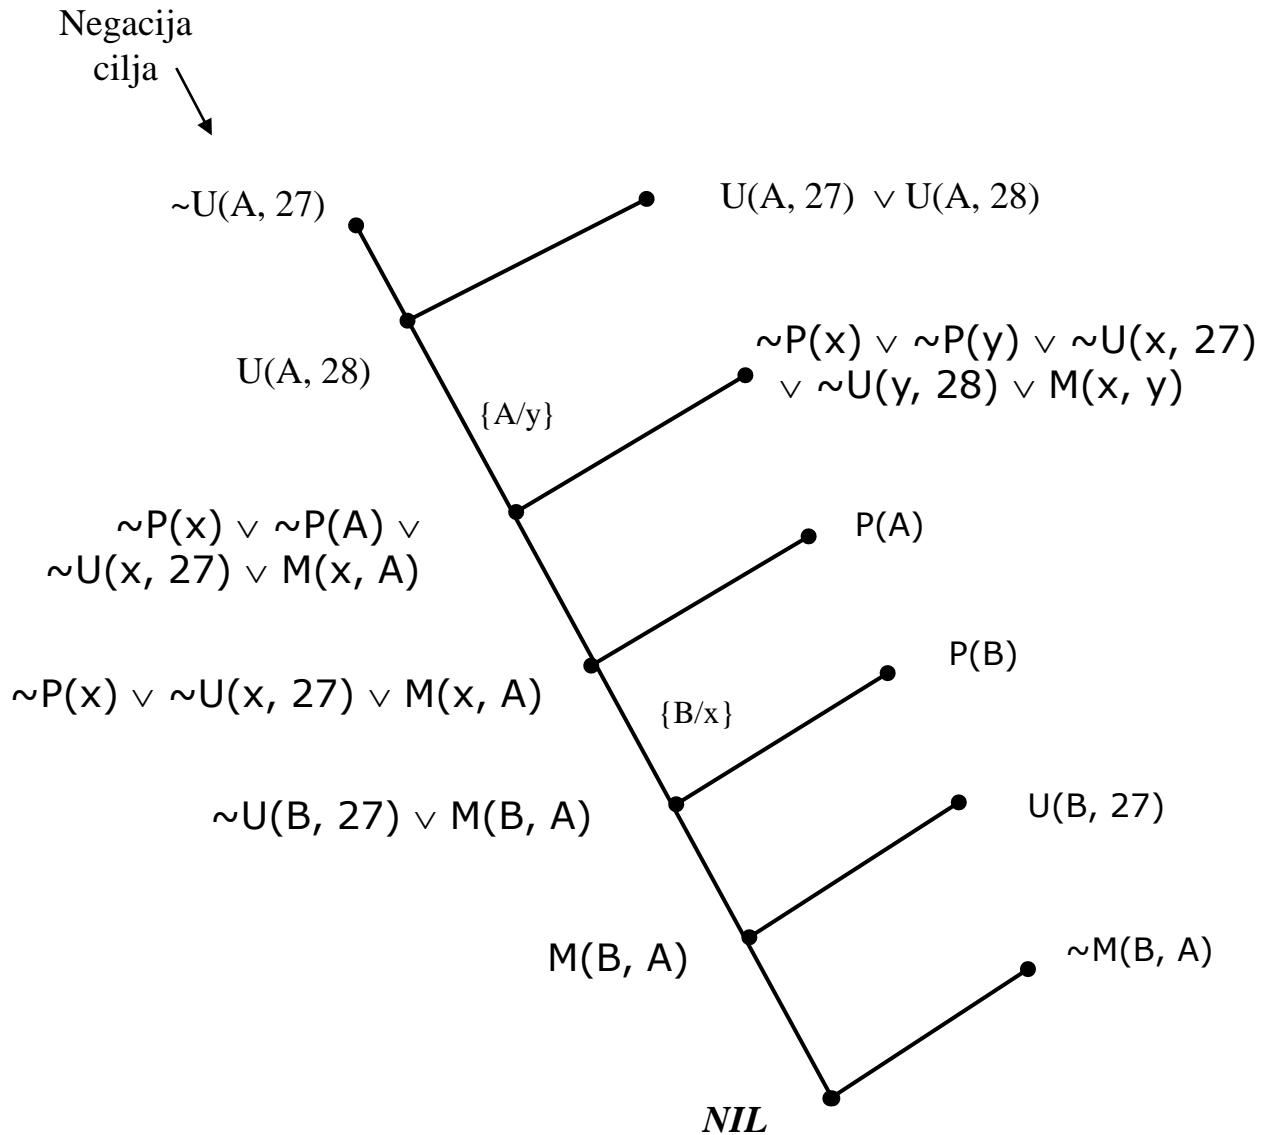 Negacija
cilja
~U(A, 27)
U(A, 27) ∨ U(A, 28)
U(A, 28)
~P(x) ∨ ~P(y) ∨ ~U(x, 27)
∨ ~U(y, 28) ∨ M(x, y)
{A/y}
~P(x) ∨ ~P(A) ∨
~U(x, 27) ∨ M(x, A)
P(A)
~P(x) ∨ ~U(x, 27) ∨ M(x, A)
P(B)
{B/x}
~U(B, 27) ∨ M(B, A)
U(B, 27)
M(B, A)
~M(B, A)
NIL